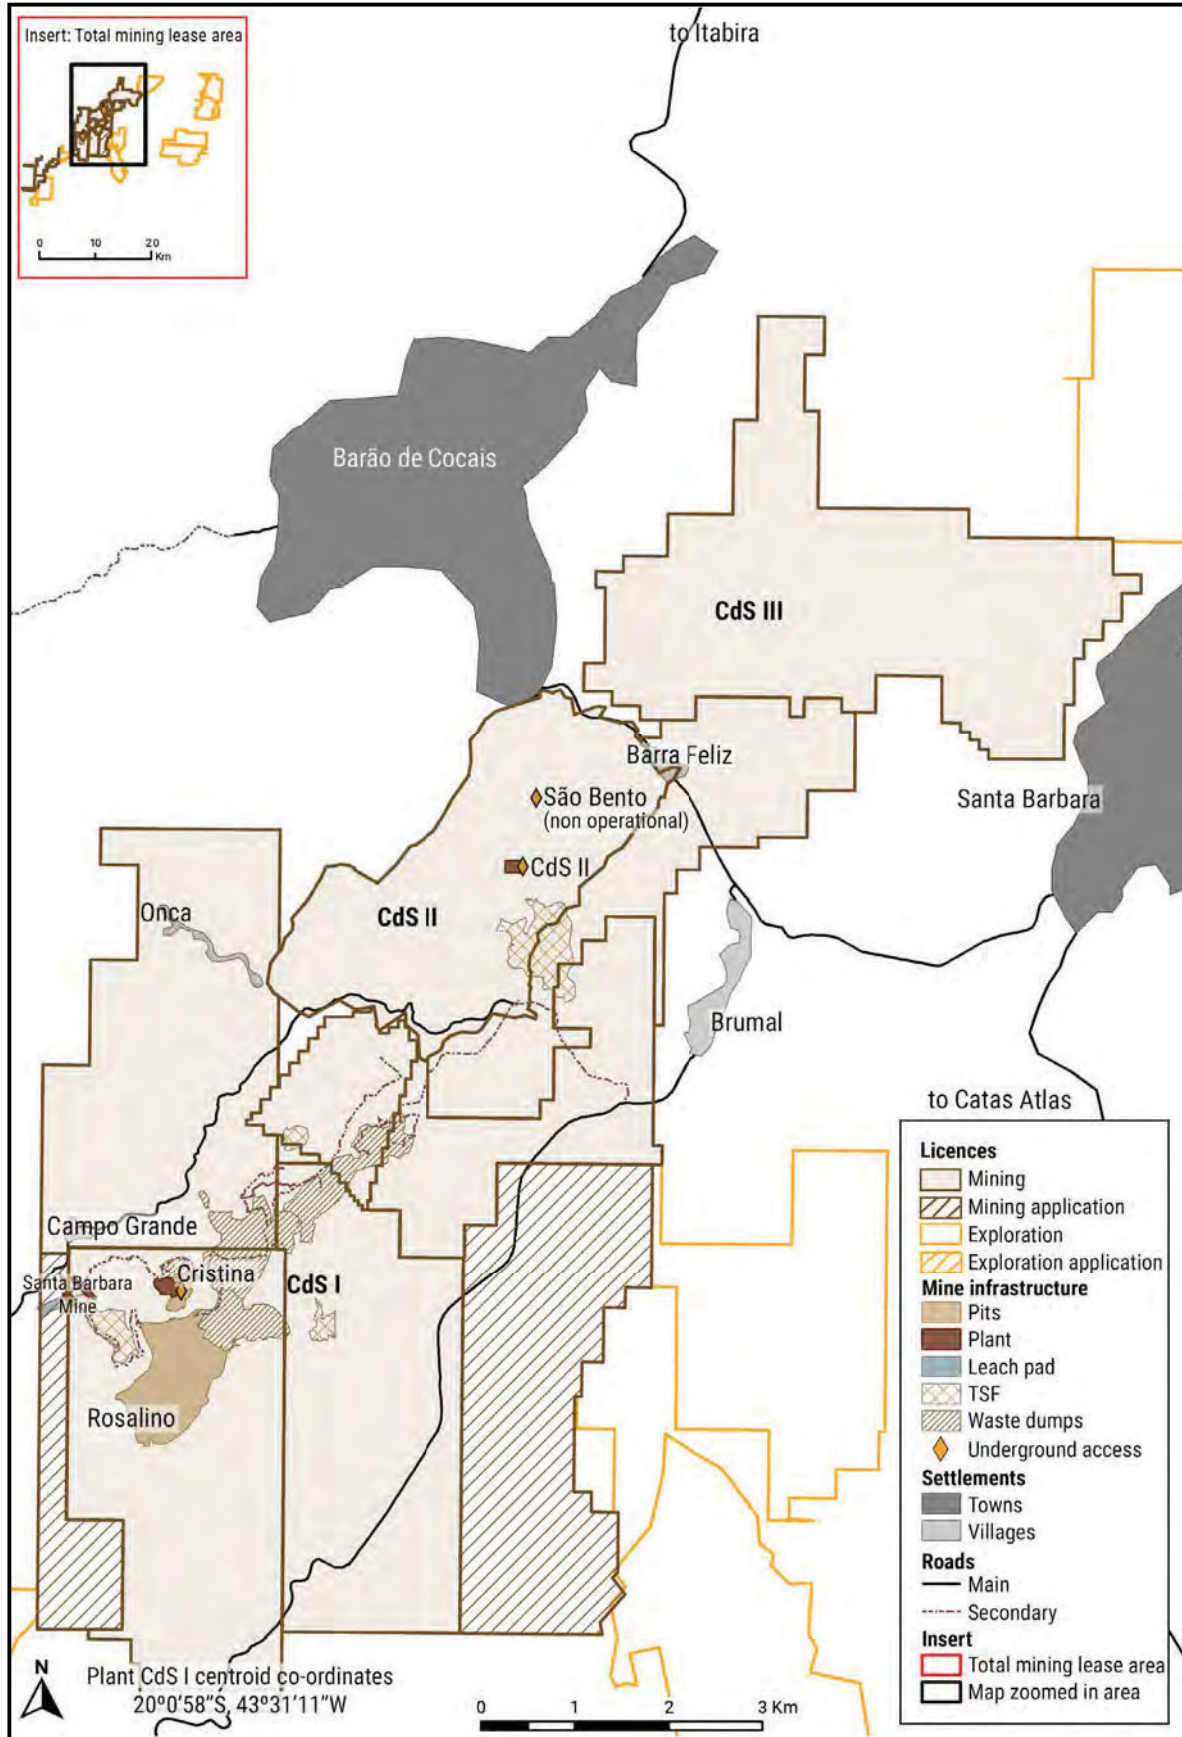 to Itabira
Insert: Total mining lease area
0 10 20
Km
Barão de Cocais
CdS III
Barra Feliz
São Bento
(non operational)
Santa Barbara
CdS II
CdS II
Onca
Brumal
to Catas Atlas
Campo Grande
Cristina
Santa Barbara
Mine
CdS I
Rosalino
Licences
Mining
Mining application
Exploration
Exploration application
Mine infrastructure
Pits
Plant
Leach pad
TSF
Waste dumps
Underground access
Settlements
Towns
Villages
Roads
Main
Secondary
Insert
Total mining lease area
Map zoomed in area
N
Plant CdS I centroid co-ordinates
20°0'58"S, 43°31'11"W
0 1 2 3 Km